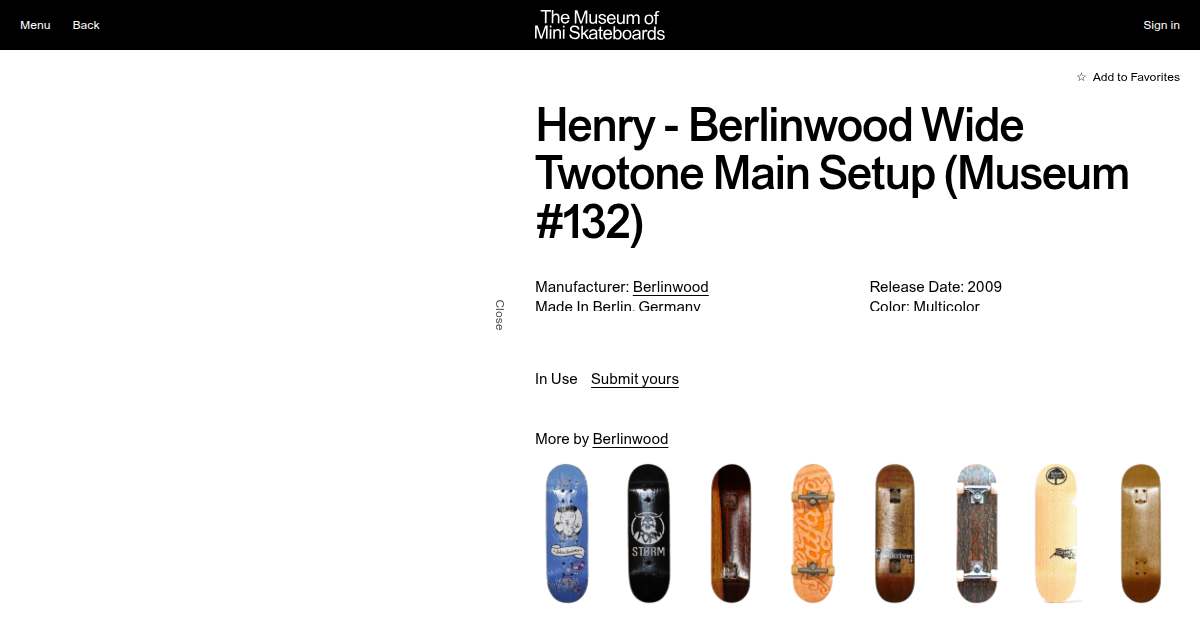 Menu
Back
The Museum of
Mini Skateboards
Sign in
☆ Add to Favorites
Henry - Berlinwood Wide
Twotone Main Setup (Museum
#132)
Manufacturer: Berlinwood
Release Date: 2009
Made In Berlin, Germany
Color: Multicolor
Close
In Use
Submit yours
More by Berlinwood
STORM